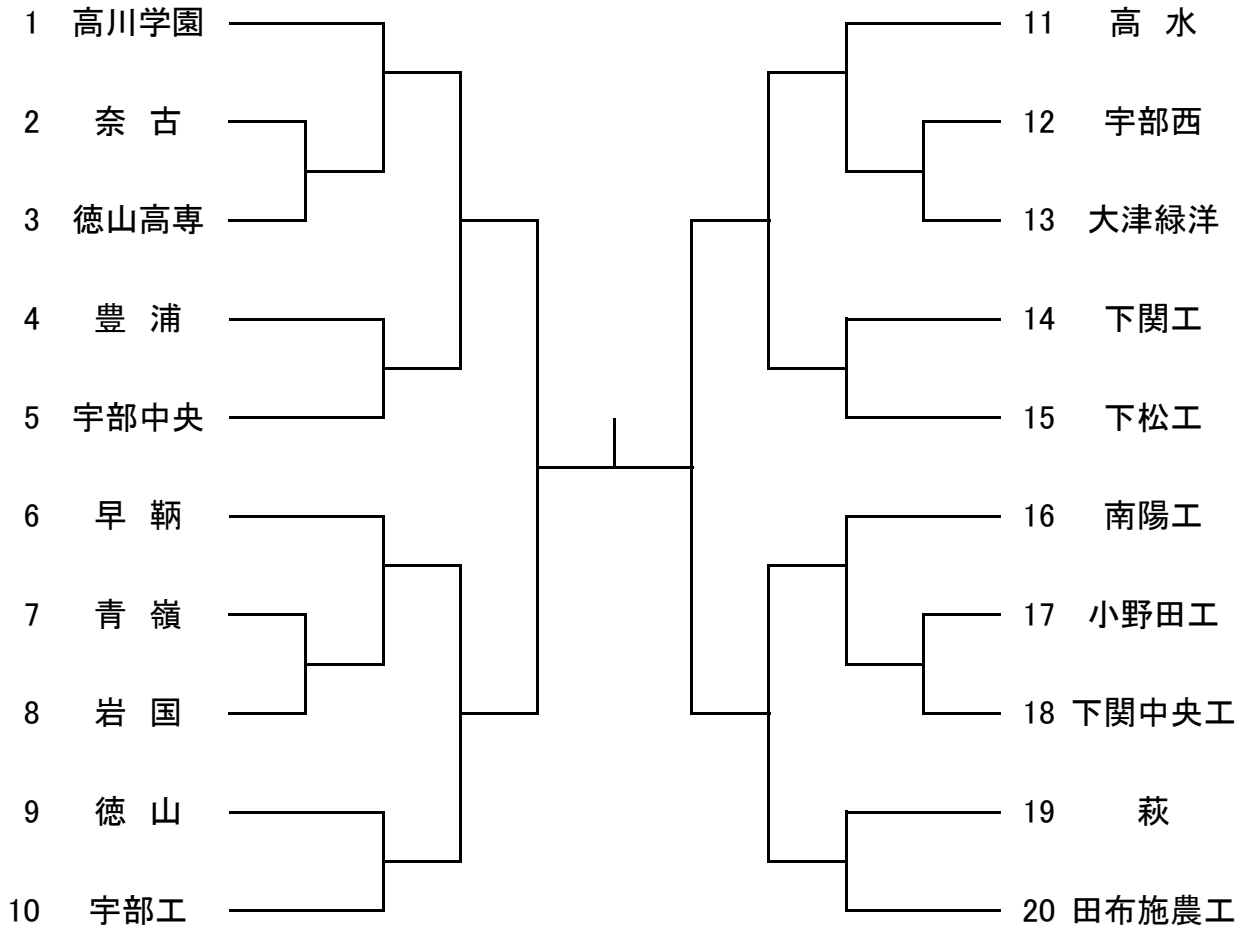 1 高川学園
2 奈 古
3 徳山高専
4 豊 浦
5 宇部中央
6 早 鞆
7 青 嶺
8 岩 国
9 徳 山
10 宇部工
11 高 水
12 宇部西
13 大津緑洋
14 下関工
15 下松工
16 南陽工
17 小野田工
18 下関中央工
19 萩
20 田布施農工